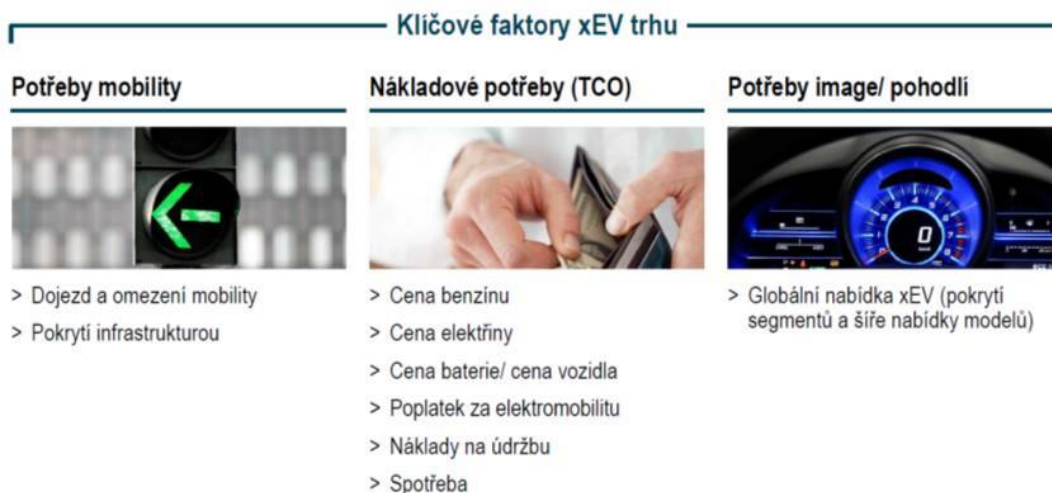 Klíčové faktory xEV trhu
Potřeby mobility
> Dojezd a omezení mobility
> Pokrytí infrastrukturou
Nákladové potřeby (TCO)
> Cena benzínu
> Cena elektřiny
> Cena baterie/ cena vozidla
> Poplatek za elektromobilitu
> Náklady na údržbu
> Spotřeba
Potřeby image/ pohodlí
0
> Globální nabídka xEV (pokrytí
segmentů a šíře nabídky modelů)